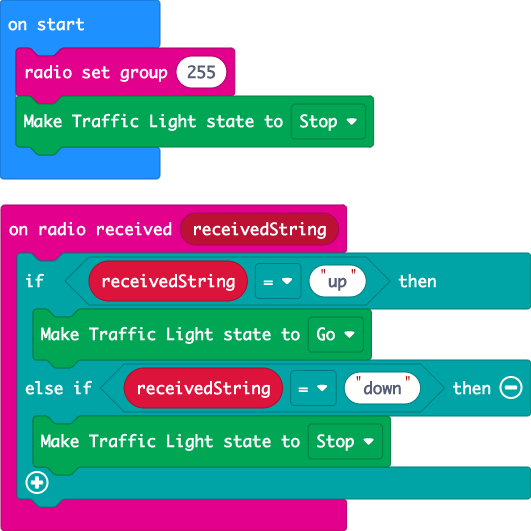 on start
radio set group 255
Make Traffic Light state to Stop
on radio received receivedString
if receivedString = "up" then
Make Traffic Light state to Go
else if receivedString = "down" then
Make Traffic Light state to Stop